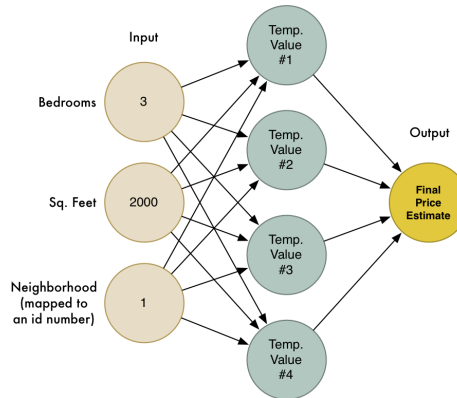 Input
Bedrooms
3
Sq. Feet
2000
Neighborhood
(mapped to
an id number)
1
Temp.
Value
#1
Temp.
Value
#2
Temp.
Value
#3
Temp.
Value
#4
Output
Final
Price
Estimate